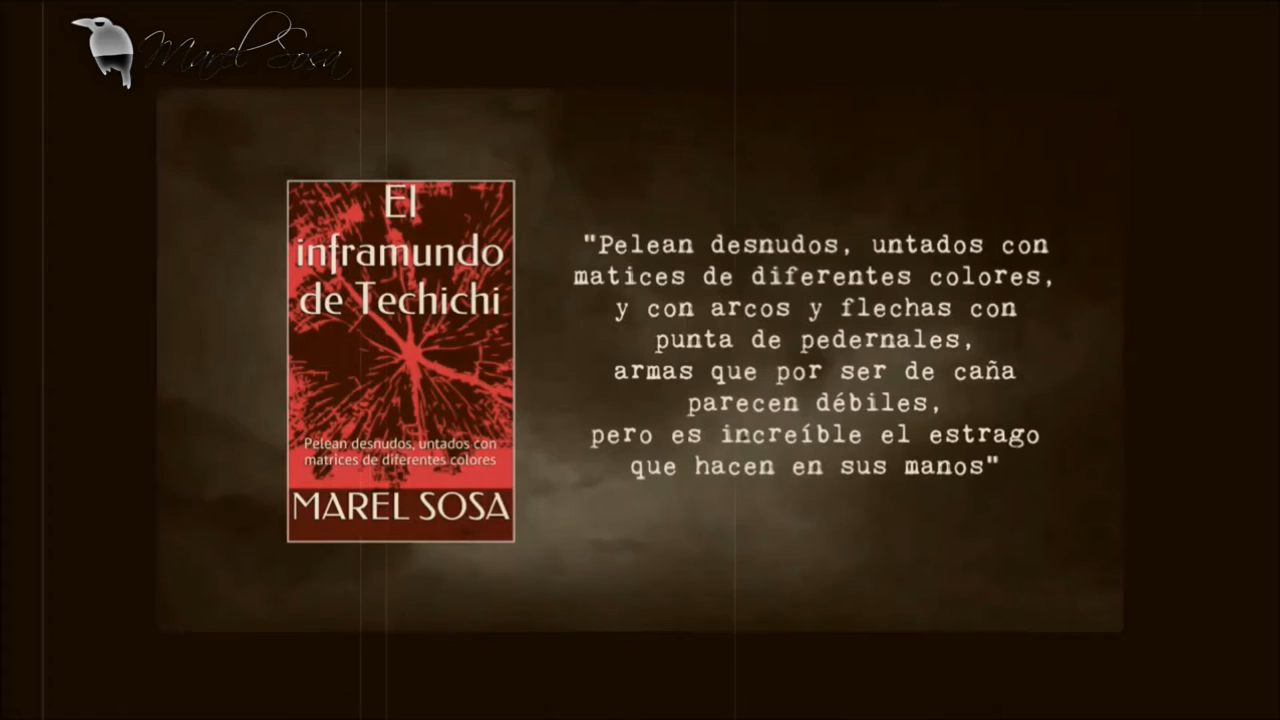 Marel Sosa
El
inframundo
de Techichi
Pelean desnudos, untados con
matrices de diferentes colores
MAREL SOSA
"Pelean desnudos, untados con
matices de diferentes colores,
y con arcos y flechas con
punta de pedernales,
armas que por ser de caña
parecen débiles,
pero es increíble el estrago
que hacen en sus manos"